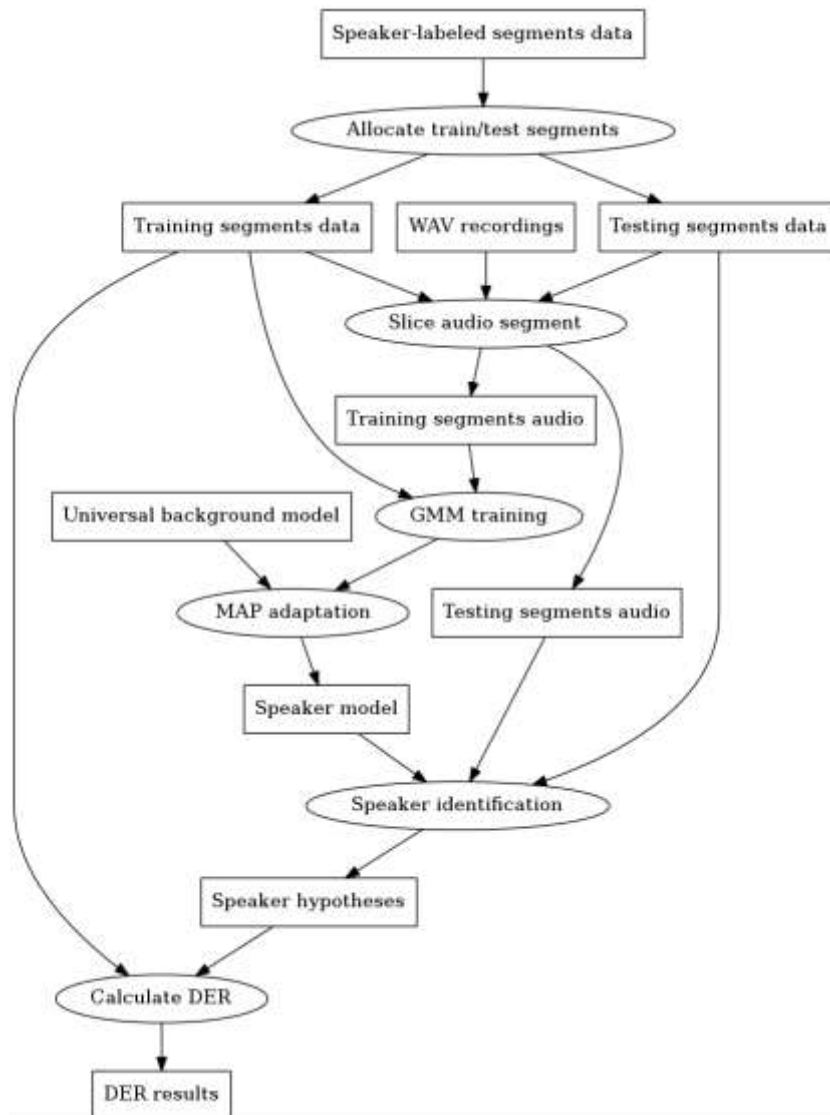 Speaker-labeled segments data
Allocate train/test segments
Training segments data
WAV recordings
Testing segments data
Slice audio segment
Training segments audio
Universal background model
GMM training
MAP adaptation
Testing segments audio
Speaker model
Speaker identification
Speaker hypotheses
Calculate DER
DER results